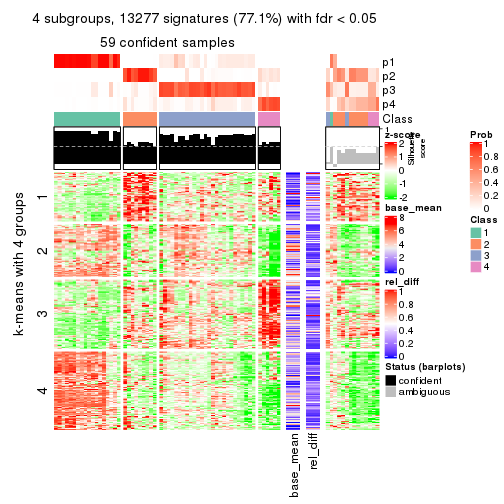 4 subgroups, 13277 signatures (77.1%) with fdr < 0.05
59 confident samples
p1
p2
p3
p4
Class
1
Silhouette
score
k-means with 4 groups
1
2
3
4
base_mean
rel_diff
z-score
2
1
0
-1
-2
base_mean
8
6
4
2
0
rel_diff
1
0.8
0.6
0.4
0.2
0
Status (barplots)
confident
ambiguous
Prob
1
0.8
0.6
0.4
0.2
0
Class
1
2
3
4